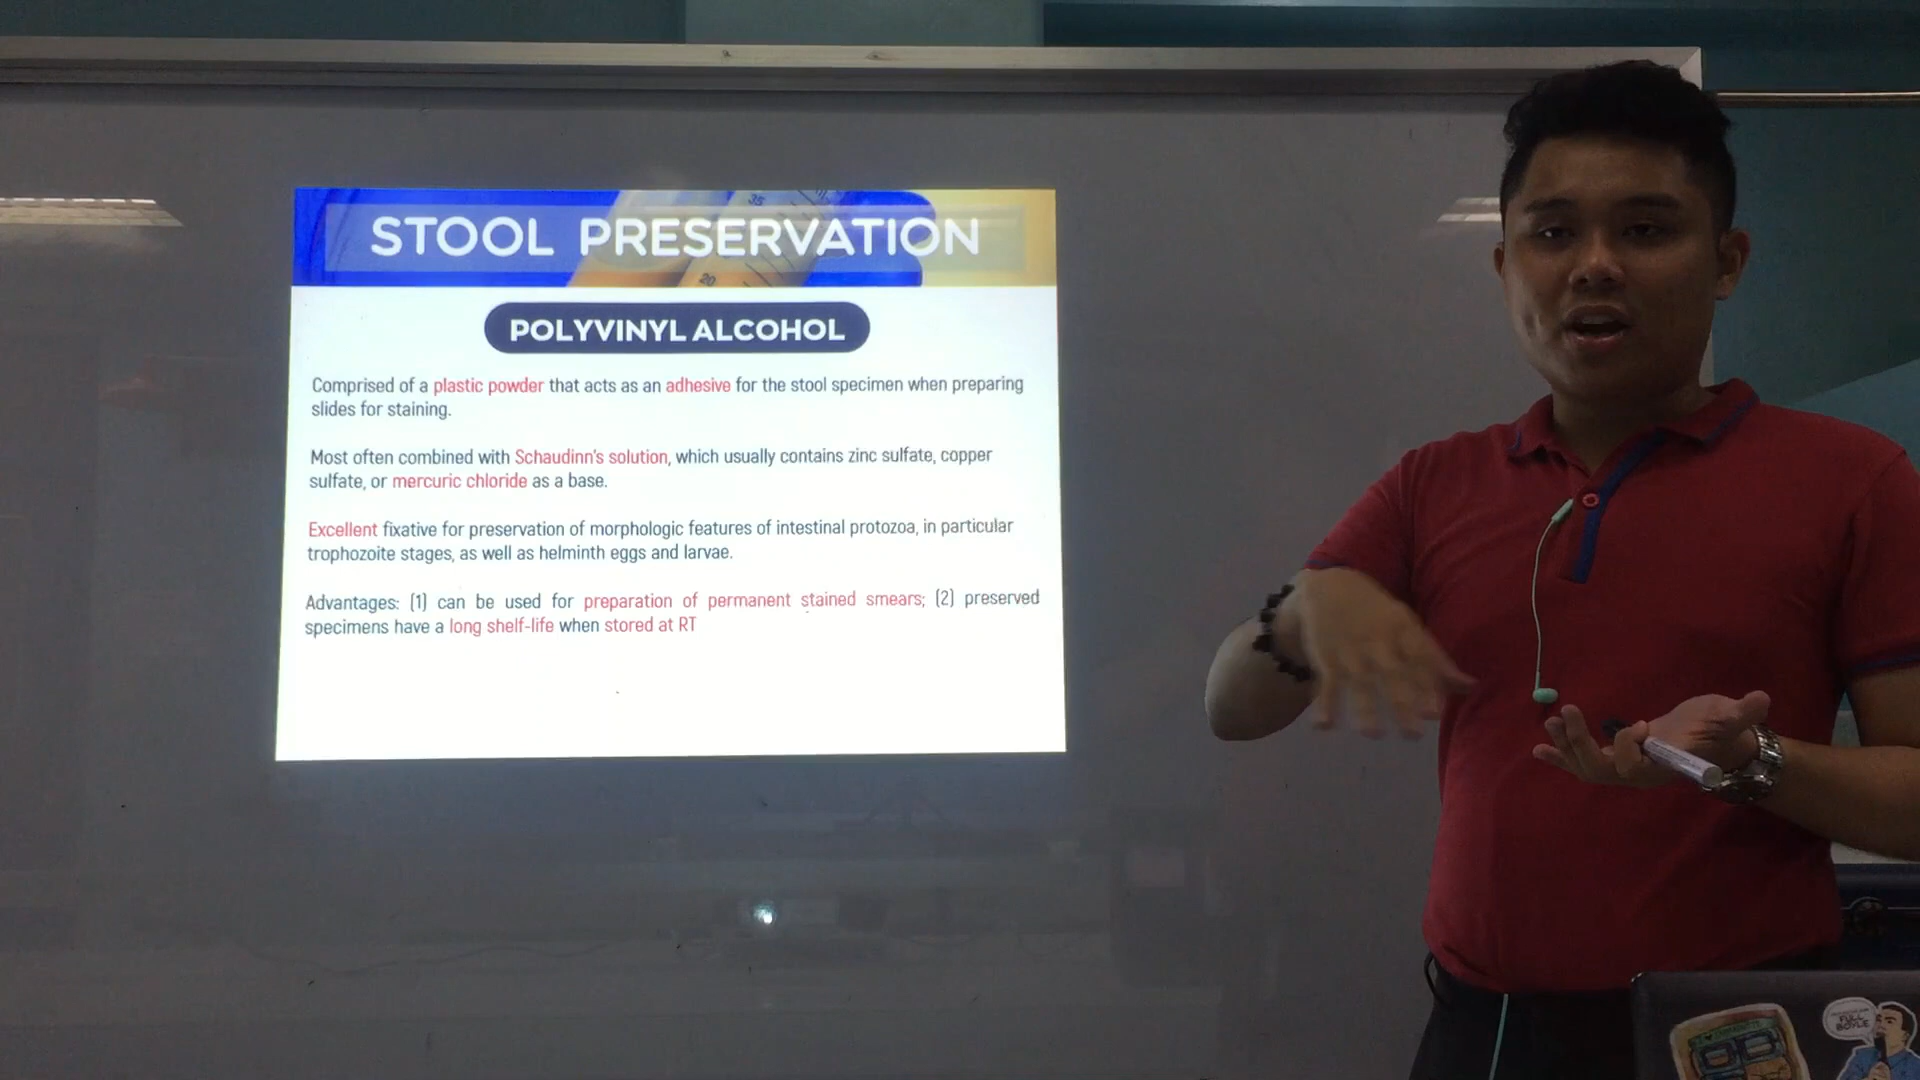 STOOL PRESERVATION
35
20
POLYVINYL ALCOHOL
Comprised of a plastic powder that acts as an adhesive for the stool specimen when preparing
slides for staining.
Most often combined with Schaudinn's solution, which usually contains zinc sulfate, copper
sulfate, or mercuric chloride as a base.
Excellent fixative for preservation of morphologic features of intestinal protozoa, in particular
trophozoite stages, as well as helminth eggs and larvae.
Advantages: (1) can be used for preparation of permanent stained smears; (2) preserved
specimens have a long shelf-life when stored at RT
FULL
BOYLE